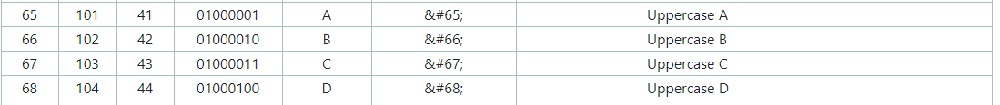 65 101 41 01000001 A &#65; Uppercase A
66 102 42 01000010 B &#66; Uppercase B
67 103 43 01000011 C &#67; Uppercase C
68 104 44 01000100 D &#68; Uppercase D